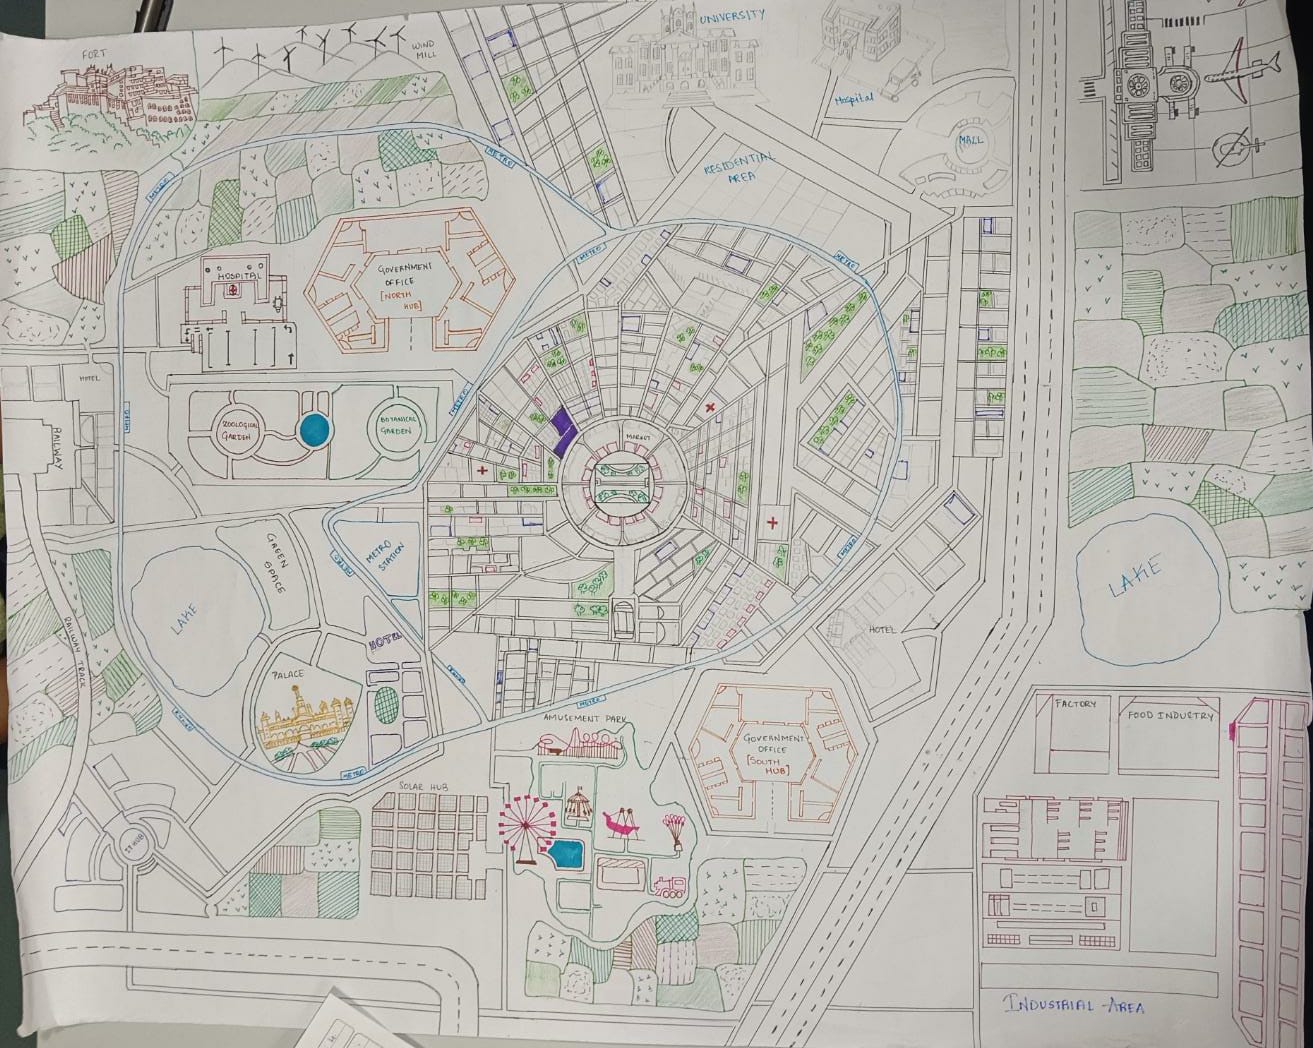 FORT
WIND
MILL
UNIVERSITY
Hospital
MALL
RESIDENTIAL
AREA
METRO
METRO
METRO
METRO
HOSPITAL
GOVERNMENT
OFFICE
[NORTH
HUB]
HOTEL
RAILWAY
METRO
METRO
ZOOLOGICAL
GARDEN
BOTANICAL
GARDEN
MARKET
METRO
STATION
METRO
METRO
GREEN
SPACE
LAKE
LAKE
HOTEL
HOTEL
RAILWAY TRACK
PALACE
METRO
METRO
METRO
METRO
AMUSEMENT PARK
GOVERNMENT
OFFICE
[SOUTH
HUB]
FACTORY
FOOD INDUSTRY
SOLAR HUB
INDUSTRIAL AREA